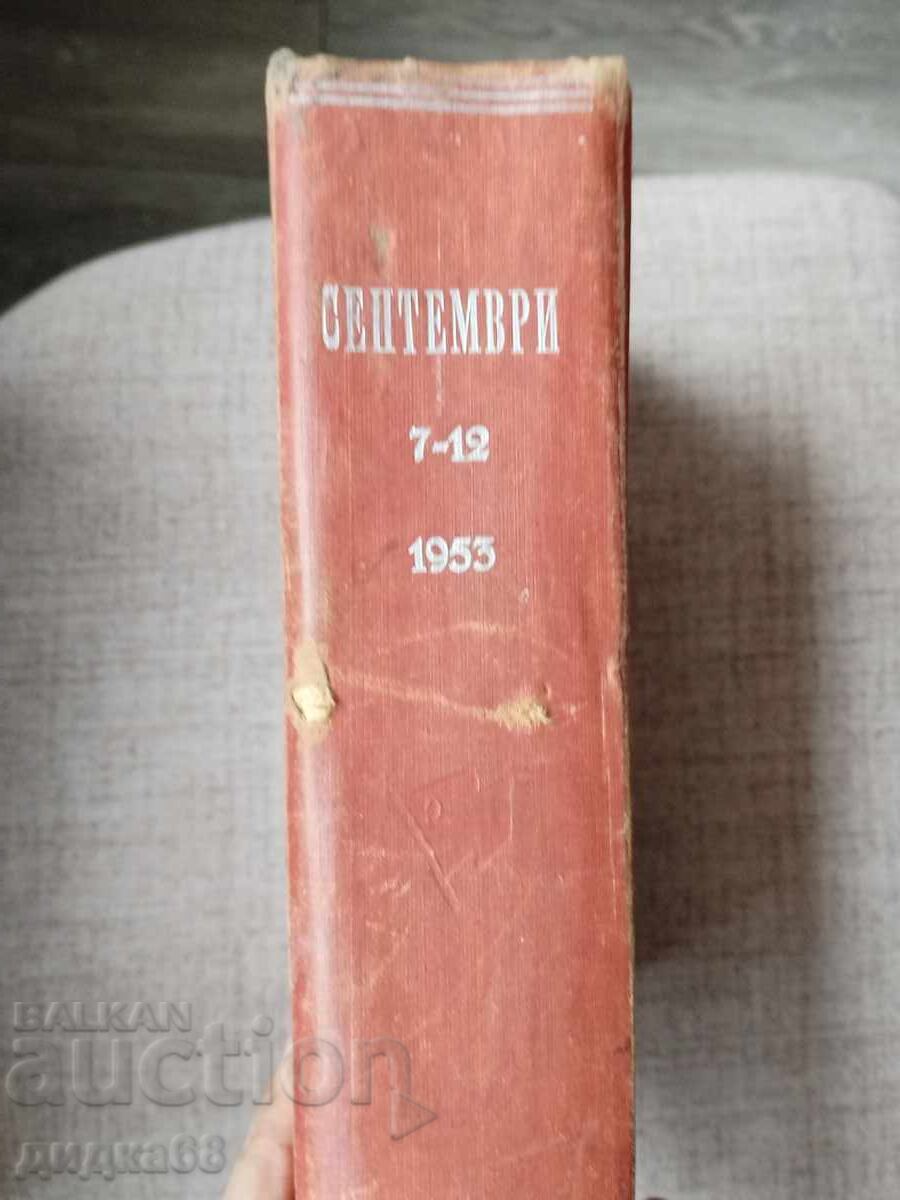 СЕПТЕМВРИ
7-12
1953
BALKAN
auction
дидка68